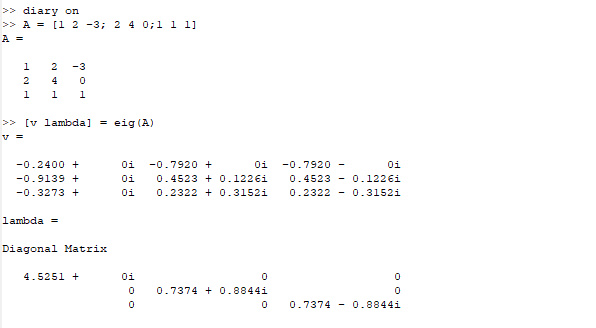 >> diary on
>> A = [1 2 -3; 2 4 0;1 1 1]
A =
1 2 -3
2 4 0
1 1 1
>> [v lambda] = eig(A)
v =
-0.2400 + 0i -0.7920 + 0i -0.7920 - 0i
-0.9139 + 0i 0.4523 + 0.1226i 0.4523 - 0.1226i
-0.3273 + 0i 0.2322 + 0.3152i 0.2322 - 0.3152i
lambda =
Diagonal Matrix
4.5251 + 0i 0 0
0 0.7374 + 0.8844i 0
0 0 0.7374 - 0.8844i